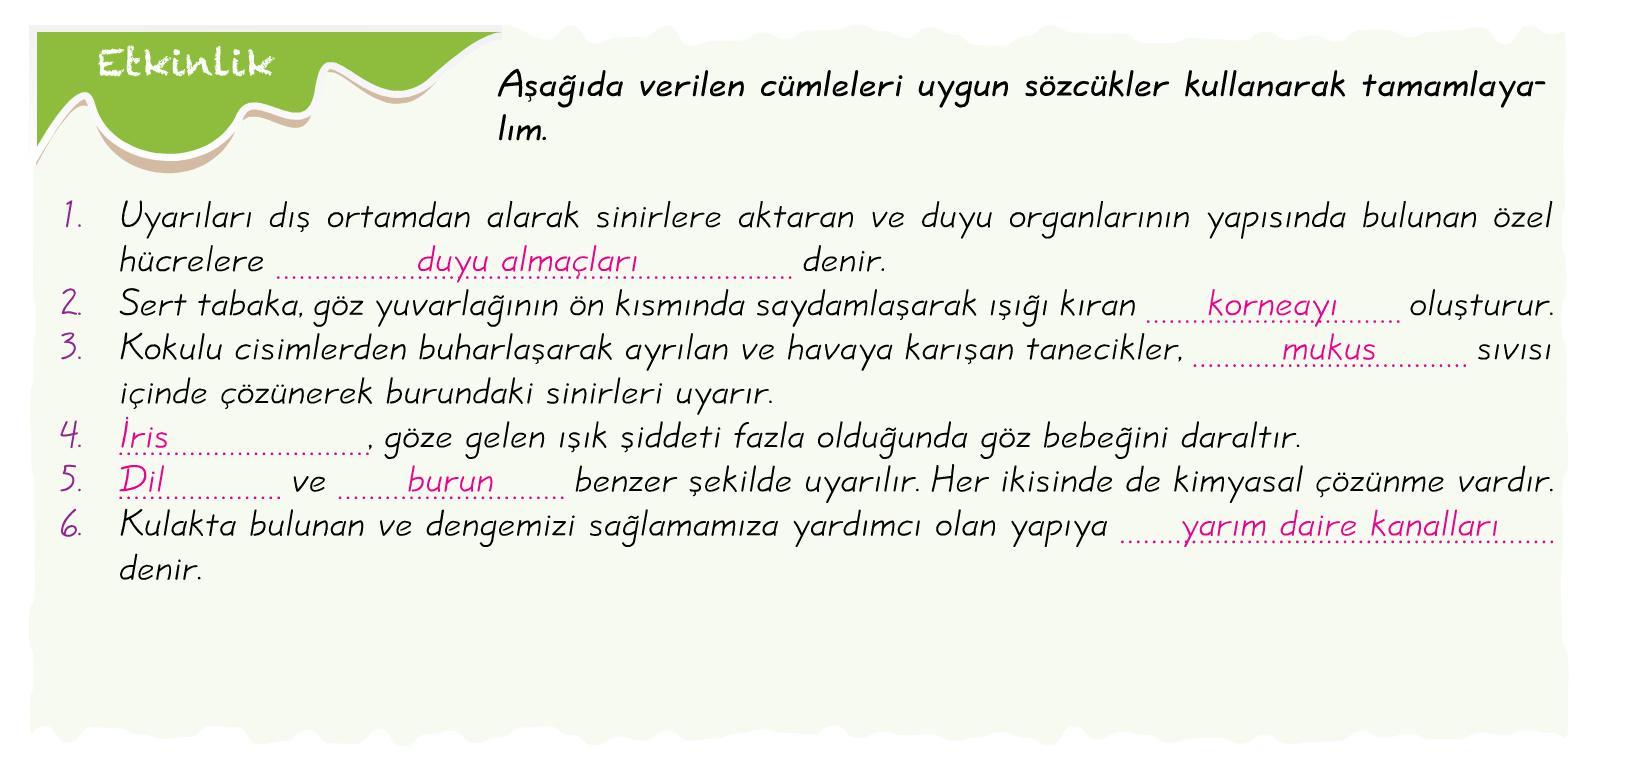 Etkinlik
Aşağıda verilen cümleleri uygun sözcükler kullanarak tamamlaya-
lım.
1. Uyarıları dış ortamdan alarak sinirlere aktaran ve duyu organlarının yapısında bulunan özel
hücrelere duyu almaçları denir.
2. Sert tabaka, göz yuvarlağının ön kısmında saydamlaşarak ışığı kıran korneayı oluşturur.
3. Kokulu cisimlerden buharlaşarak ayrılan ve havaya karışan tanecikler, mukus sıvısı
içinde çözünerek burundaki sinirleri uyarır.
4. İris, göze gelen ışık şiddeti fazla olduğunda göz bebeğini daraltır.
5. Dil ve burun benzer şekilde uyarılır. Her ikisinde de kimyasal çözünme vardır.
6. Kulakta bulunan ve dengemizi sağlamamıza yardımcı olan yapıya yarım daire kanalları
denir.